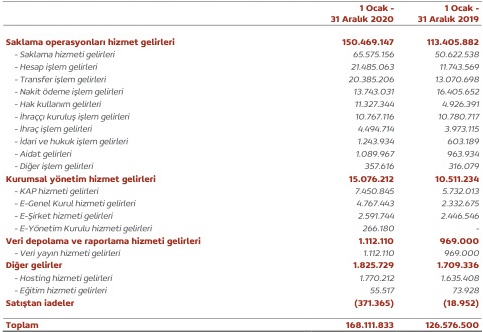 1 Ocak - 1 Ocak -
31 Aralık 2020 31 Aralık 2019
Saklama operasyonları hizmet gelirleri 150.469.147 113.405.882
- Saklama hizmeti gelirleri 65.575.156 50.622.538
- Hesap işlem gelirleri 21.485.063 11.743.569
- Transfer işlem gelirleri 20.385.206 13.070.698
- Nakit ödeme işlem gelirleri 13.743.031 16.405.652
- Hak kullanım gelirleri 11.327.344 4.926.391
- İhraççı kuruluş işlem gelirleri 10.767.116 10.780.717
- İhraç işlem gelirleri 4.494.714 3.973.115
- İdari ve hukuk işlem gelirleri 1.243.934 603.189
- Aidat gelirleri 1.089.967 963.934
- Diğer işlem gelirleri 357.616 316.079
Kurumsal yönetim hizmet gelirleri 15.076.212 10.511.234
- KAP hizmeti gelirleri 7.450.845 5.732.013
- E-Genel Kurul hizmeti gelirleri 4.767.443 2.332.675
- E-Şirket hizmeti gelirleri 2.591.744 2.446.546
- E-Yönetim Kurulu hizmeti gelirleri 266.180 -
Veri depolama ve raporlama hizmeti gelirleri 1.112.110 969.000
- Veri yayın hizmeti gelirleri 1.112.110 969.000
Diğer gelirler 1.825.729 1.709.336
- Hosting hizmeti gelirleri 1.770.212 1.635.408
- Eğitim hizmeti gelirleri 55.517 73.928
Satıştan iadeler (371.365) (18.952)
Toplam 168.111.833 126.576.500